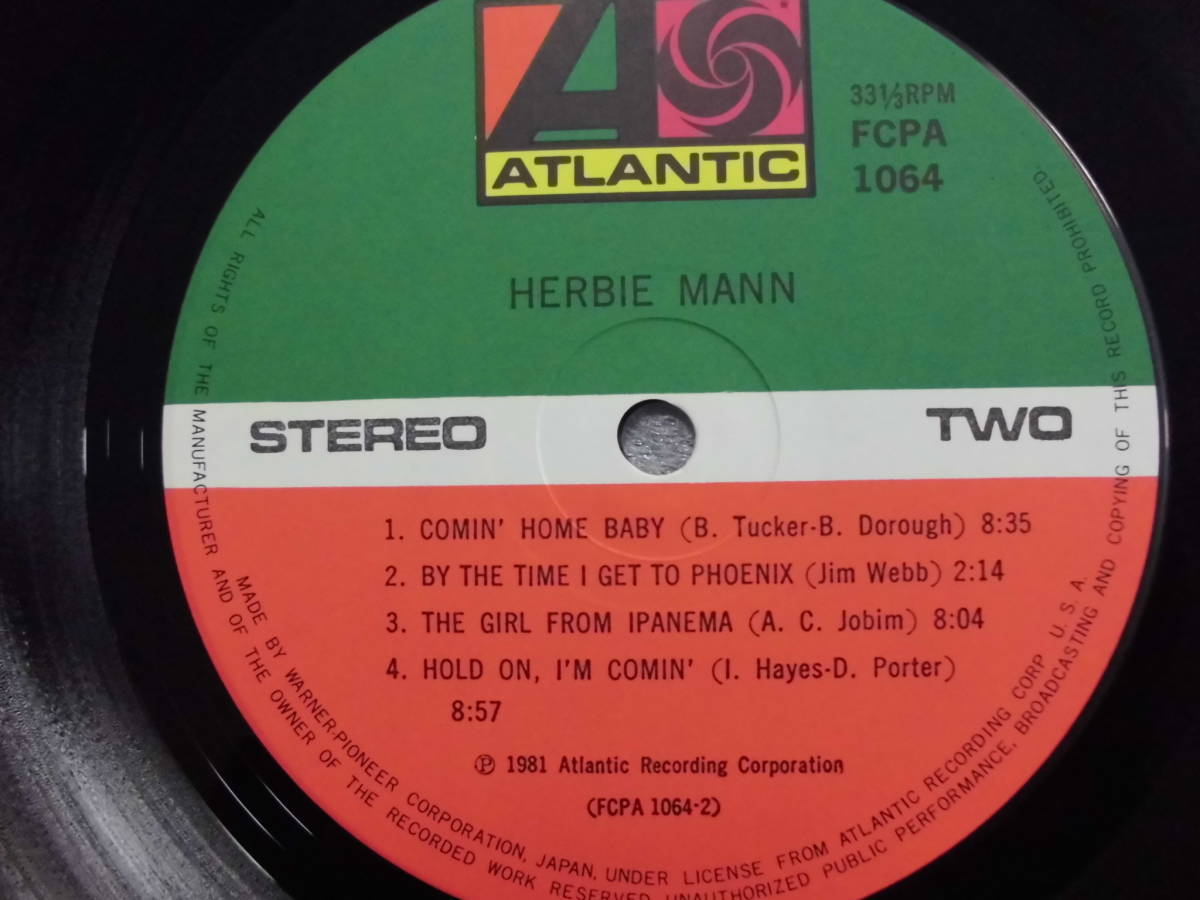 ATLANTIC
33⅓RPM
FCPA
1064
HERBIE MANN
STEREO
TWO
1. COMIN' HOME BABY (B. Tucker-B. Dorough) 8:35
2. BY THE TIME I GET TO PHOENIX (Jim Webb) 2:14
3. THE GIRL FROM IPANEMA (A. C. Jobim) 8:04
4. HOLD ON, I'M COMIN' (I. Hayes-D. Porter)
8:57
℗ 1981 Atlantic Recording Corporation
(FCPA 1064-2)
MADE BY WARNER-PIONEER CORPORATION, JAPAN, UNDER LICENSE FROM ATLANTIC RECORDING CORP U. S. A.
ALL RIGHTS OF THE MANUFACTURER AND OF THE OWNER OF THE RECORDED WORK RESERVED UNAUTHORIZED PUBLIC PERFORMANCE, BROADCASTING AND COPYING OF THIS RECORD PROHIBITED.